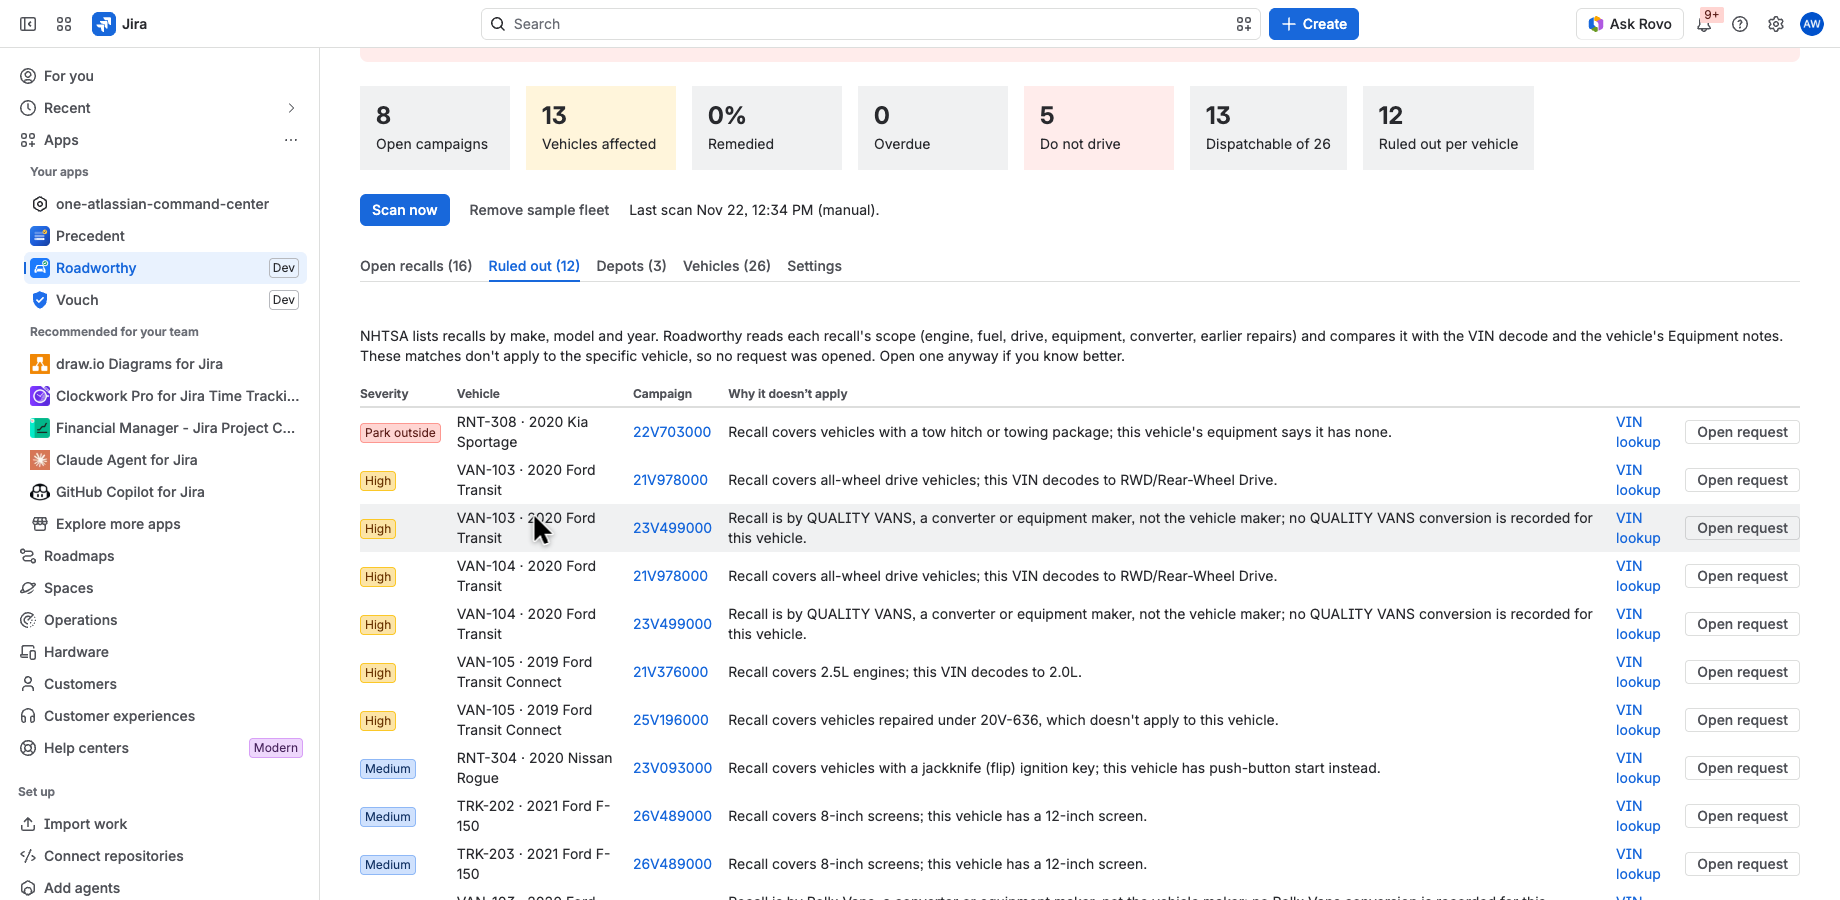 Jira
Search
Create
Ask Rovo
9+
AW
For you
Recent
Apps
Your apps
one-atlassian-command-center
Precedent
Roadworthy
Dev
Vouch
Dev
Recommended for your team
draw.io Diagrams for Jira
Clockwork Pro for Jira Time Tracki...
Financial Manager - Jira Project C...
Claude Agent for Jira
GitHub Copilot for Jira
Explore more apps
Roadmaps
Spaces
Operations
Hardware
Customers
Customer experiences
Help centers
Modern
Set up
Import work
Connect repositories
Add agents
8
Open campaigns
13
Vehicles affected
0%
Remedied
0
Overdue
5
Do not drive
13
Dispatchable of 26
12
Ruled out per vehicle
Scan now
Remove sample fleet
Last scan Nov 22, 12:34 PM (manual).
Open recalls (16)
Ruled out (12)
Depots (3)
Vehicles (26)
Settings
NHTSA lists recalls by make, model and year. Roadworthy reads each recall's scope (engine, fuel, drive, equipment, converter, earlier repairs) and compares it with the VIN decode and the vehicle's Equipment notes.
These matches don't apply to the specific vehicle, so no request was opened. Open one anyway if you know better.
Severity
Vehicle
Campaign
Why it doesn't apply
Park outside
RNT-308 · 2020 Kia
Sportage
22V703000
Recall covers vehicles with a tow hitch or towing package; this vehicle's equipment says it has none.
VIN
lookup
Open request
High
VAN-103 · 2020 Ford
Transit
21V978000
Recall covers all-wheel drive vehicles; this VIN decodes to RWD/Rear-Wheel Drive.
VIN
lookup
Open request
High
VAN-103 · 2020 Ford
Transit
23V499000
Recall is by QUALITY VANS, a converter or equipment maker, not the vehicle maker; no QUALITY VANS conversion is recorded for
this vehicle.
VIN
lookup
Open request
High
VAN-104 · 2020 Ford
Transit
21V978000
Recall covers all-wheel drive vehicles; this VIN decodes to RWD/Rear-Wheel Drive.
VIN
lookup
Open request
High
VAN-104 · 2020 Ford
Transit
23V499000
Recall is by QUALITY VANS, a converter or equipment maker, not the vehicle maker; no QUALITY VANS conversion is recorded for
this vehicle.
VIN
lookup
Open request
High
VAN-105 · 2019 Ford
Transit Connect
21V376000
Recall covers 2.5L engines; this VIN decodes to 2.0L.
VIN
lookup
Open request
High
VAN-105 · 2019 Ford
Transit Connect
25V196000
Recall covers vehicles repaired under 20V-636, which doesn't apply to this vehicle.
VIN
lookup
Open request
Medium
RNT-304 · 2020 Nissan
Rogue
23V093000
Recall covers vehicles with a jackknife (flip) ignition key; this vehicle has push-button start instead.
VIN
lookup
Open request
Medium
TRK-202 · 2021 Ford F-
150
26V489000
Recall covers 8-inch screens; this vehicle has a 12-inch screen.
VIN
lookup
Open request
Medium
TRK-203 · 2021 Ford F-
150
26V489000
Recall covers 8-inch screens; this vehicle has a 12-inch screen.
VIN
lookup
Open request